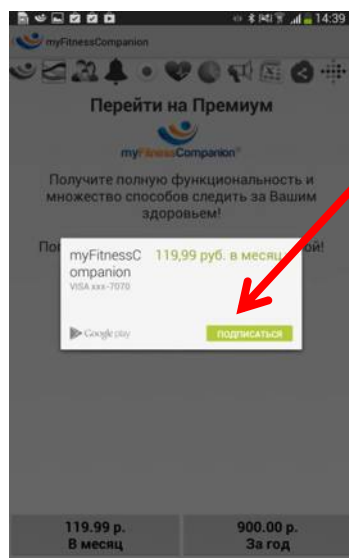 14:39
myFitnessCompanion
Перейти на Премиум
myFitnessCompanion®
Получите полную функциональность и
множество способов следить за Вашим
здоровьем!
ой!
myFitnessC
ompanion
119,99 руб. в месяц
VISA xxx-7070
Google play
ПОДПИСАТЬСЯ
119.99 р.
В месяц
900.00 р.
За год